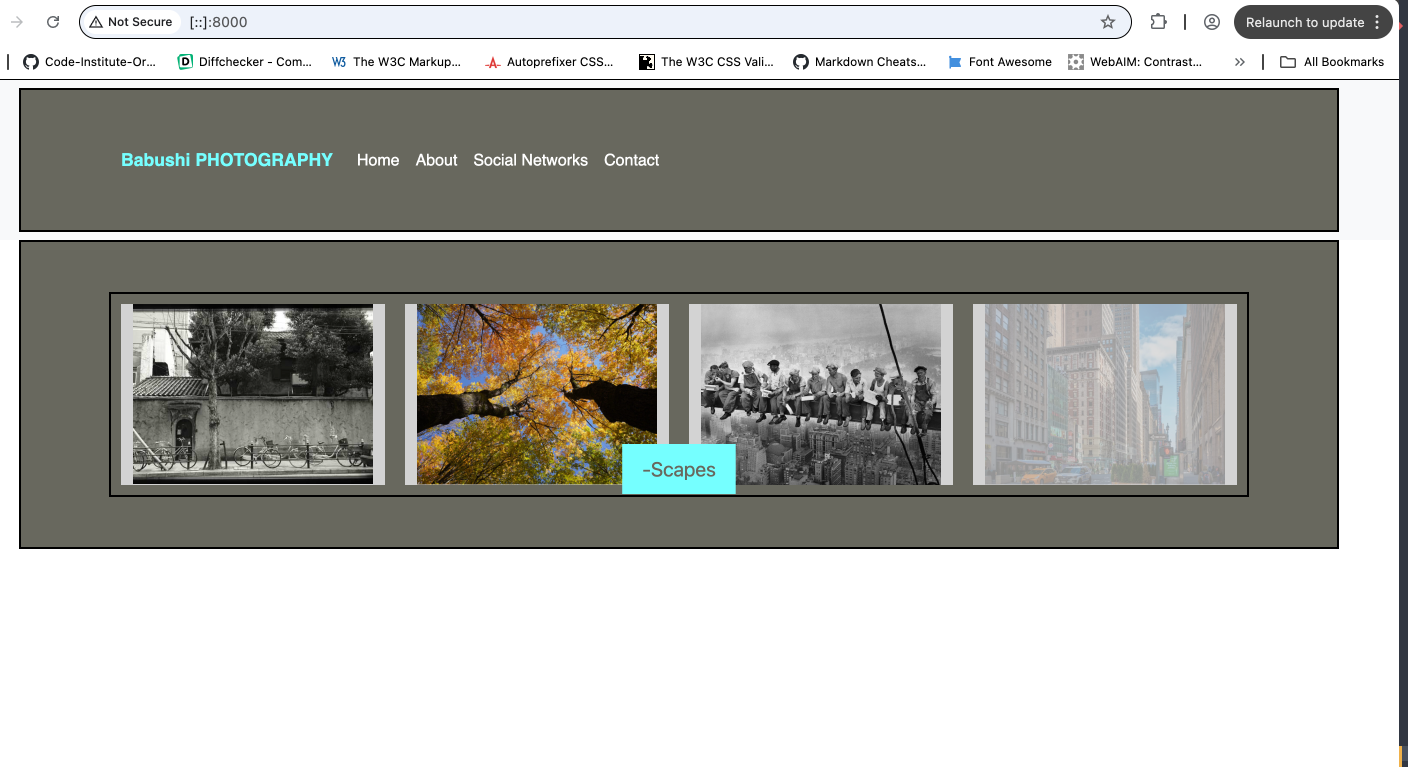 Not Secure [::]:8000 Relaunch to update
Code-Institute-Or... Diffchecker - Com... The W3C Markup... Autoprefixer CSS... The W3C CSS Vali... Markdown Cheats... Font Awesome WebAIM: Contrast... All Bookmarks
Babushi PHOTOGRAPHY Home About Social Networks Contact
-Scapes